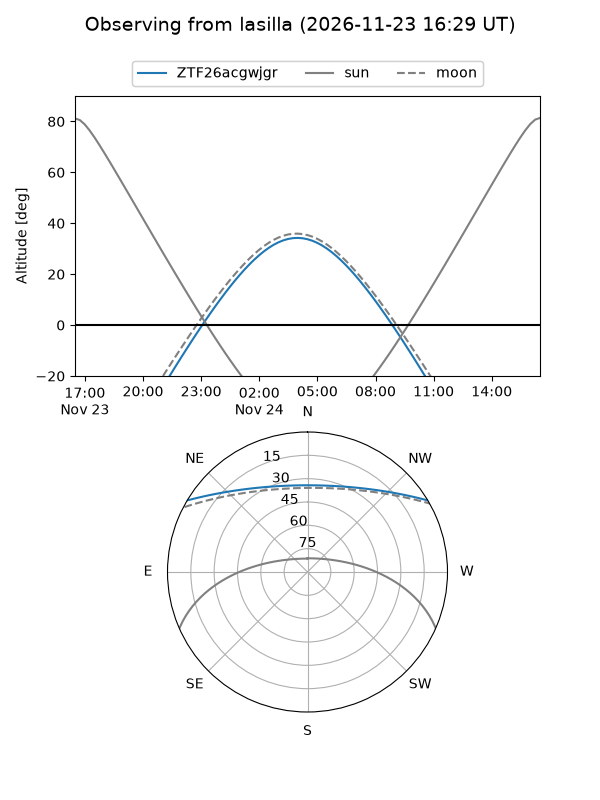 Observing from lasilla (2026-11-23 16:29 UT)
ZTF26acgwjgr sun moon
Altitude [deg]
80
60
40
20
0
−20
17:00 20:00 23:00 02:00 05:00 08:00 11:00 14:00
Nov 23 Nov 24
N
NE NW
15
30
45
60
75
E W
SE SW
S